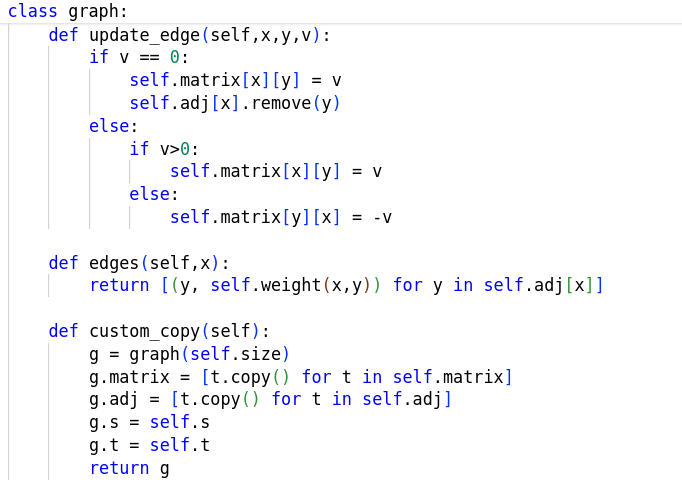 class graph:
    def update_edge(self,x,y,v):
        if v == 0:
            self.matrix[x][y] = v
            self.adj[x].remove(y)
        else:
            if v>0:
                self.matrix[x][y] = v
            else:
                self.matrix[y][x] = -v

    def edges(self,x):
        return [(y, self.weight(x,y)) for y in self.adj[x]]

    def custom_copy(self):
        g = graph(self.size)
        g.matrix = [t.copy() for t in self.matrix]
        g.adj = [t.copy() for t in self.adj]
        g.s = self.s
        g.t = self.t
        return g